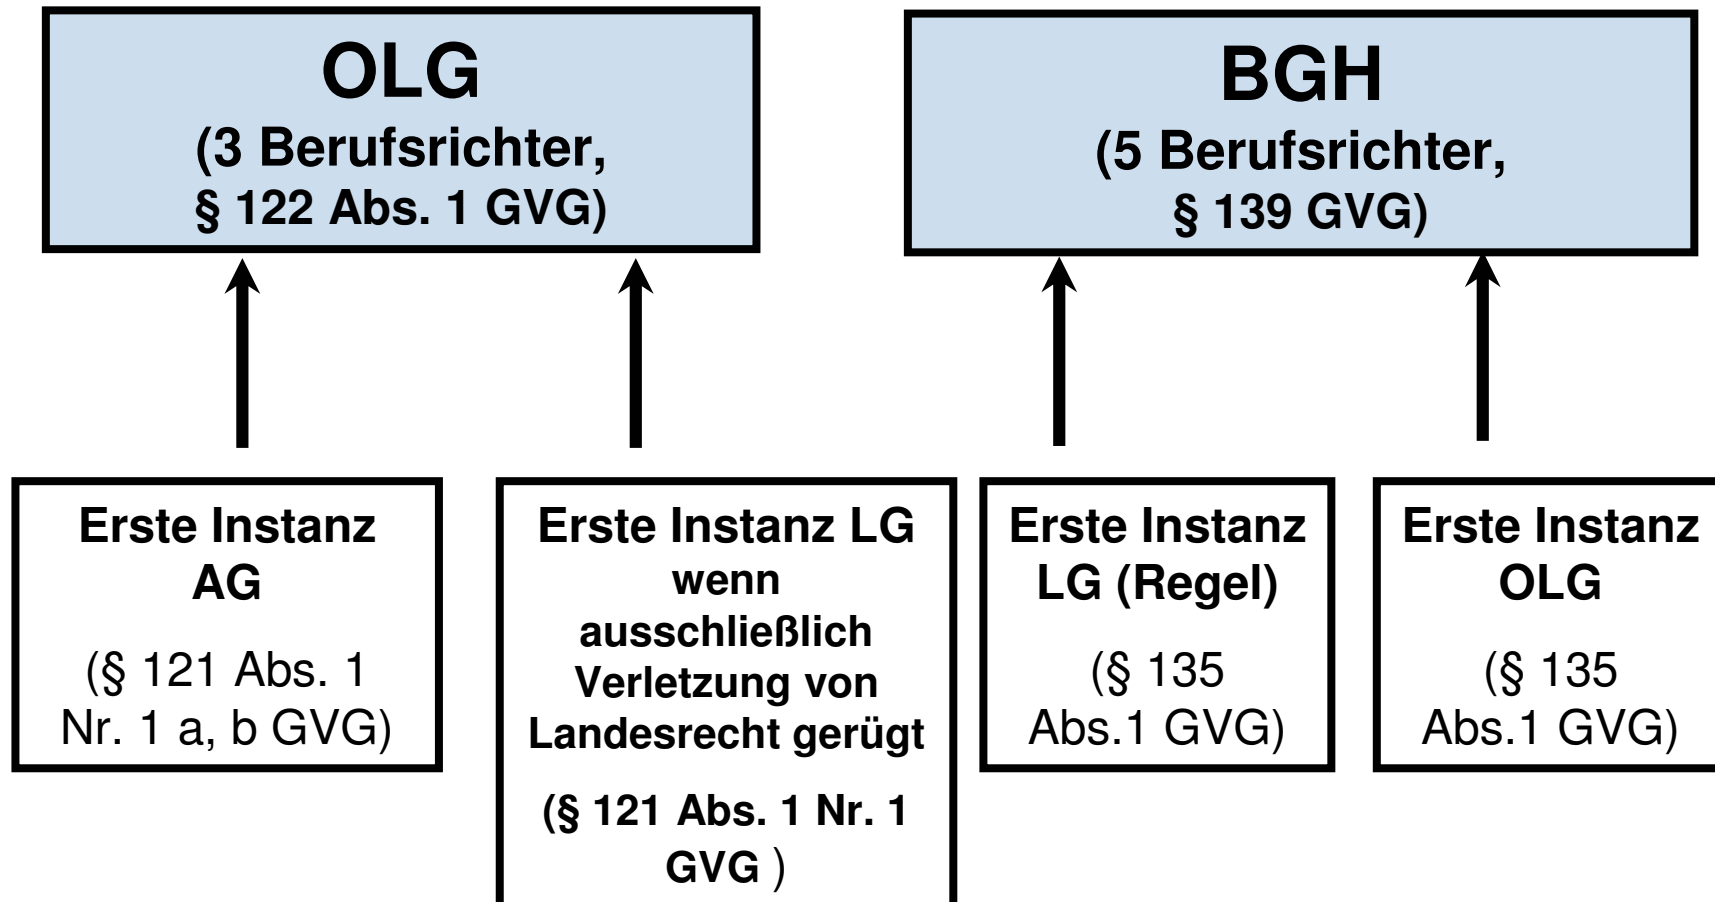 OLG
(3 Berufsrichter,
§ 122 Abs. 1 GVG)
BGH
(5 Berufsrichter,
§ 139 GVG)
Erste Instanz
AG
(§ 121 Abs. 1
Nr. 1 a, b GVG)
Erste Instanz LG
wenn
ausschließlich
Verletzung von
Landesrecht gerügt
(§ 121 Abs. 1 Nr. 1
GVG )
Erste Instanz
LG (Regel)
(§ 135
Abs.1 GVG)
Erste Instanz
OLG
(§ 135
Abs.1 GVG)